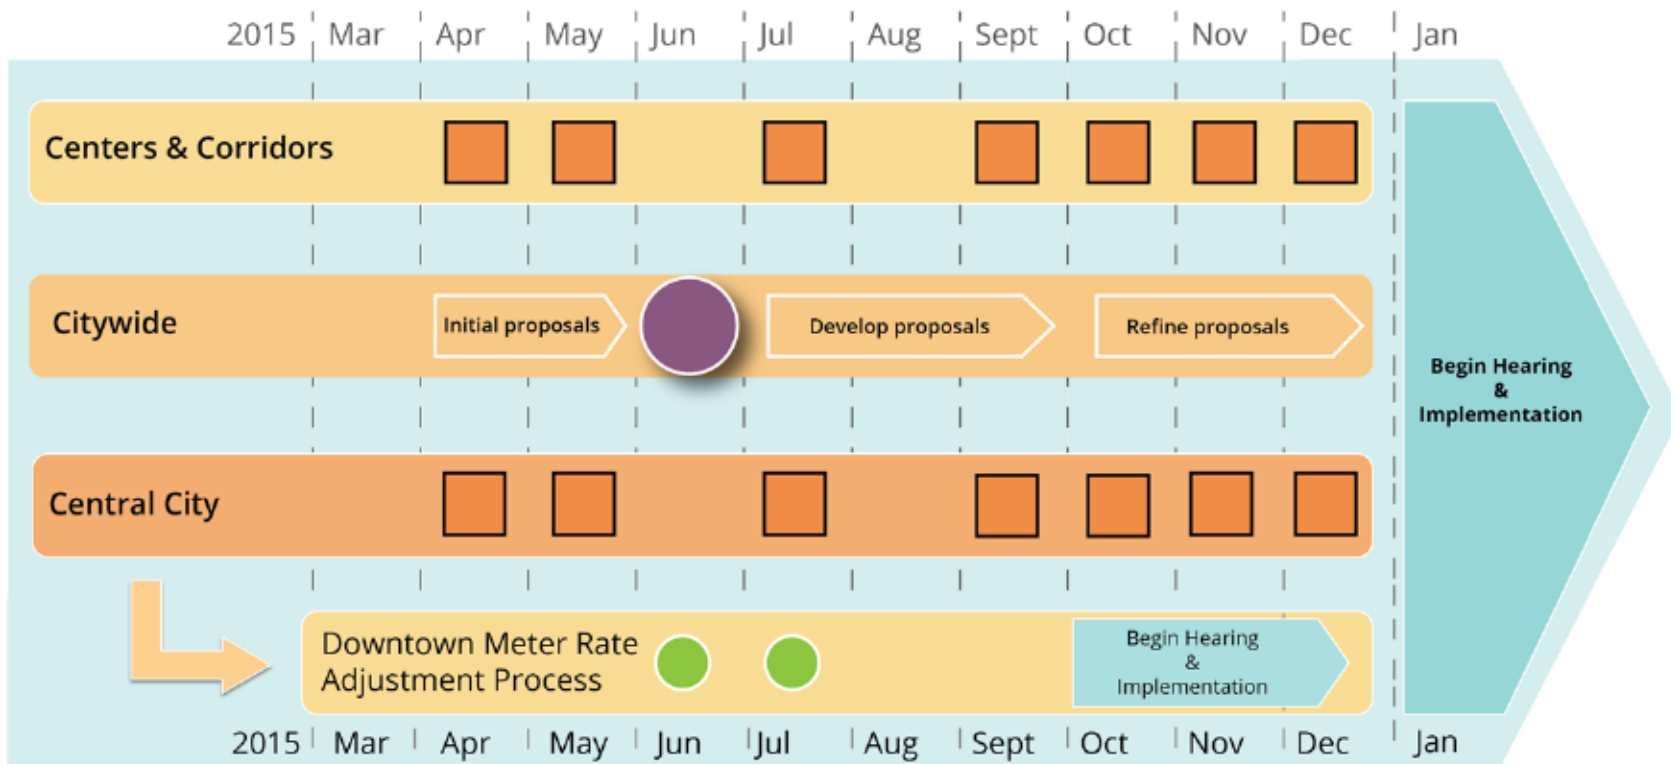 2015 Mar Apr May Jun Jul Aug Sept Oct Nov Dec Jan
Centers & Corridors
Citywide
Initial proposals
Develop proposals
Refine proposals
Begin Hearing
&
Implementation
Central City
Downtown Meter Rate
Adjustment Process
Begin Hearing
&
Implementation
2015 Mar Apr May Jun Jul Aug Sept Oct Nov Dec Jan